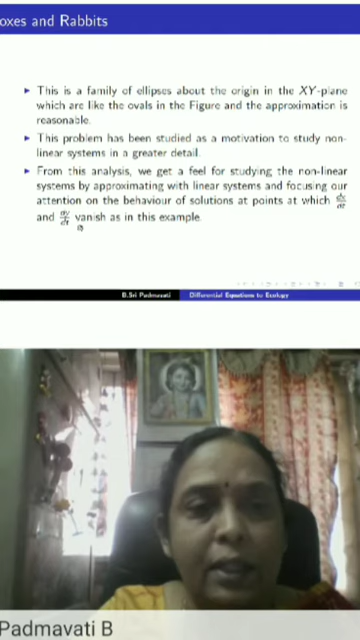 oxes and Rabbits
▶ This is a family of ellipses about the origin in the XY-plane
which are like the ovals in the Figure and the approximation is
reasonable.
▶ This problem has been studied as a motivation to study non-
linear systems in a greater detail.
▶ From this analysis, we get a feel for studying the non-linear
systems by approximating with linear systems and focusing our
attention on the behaviour of solutions at points at which dx/dt
and dy/dt vanish as in this example.
B.Sri Padmavati Differential Equations to Ecology
Padmavati B